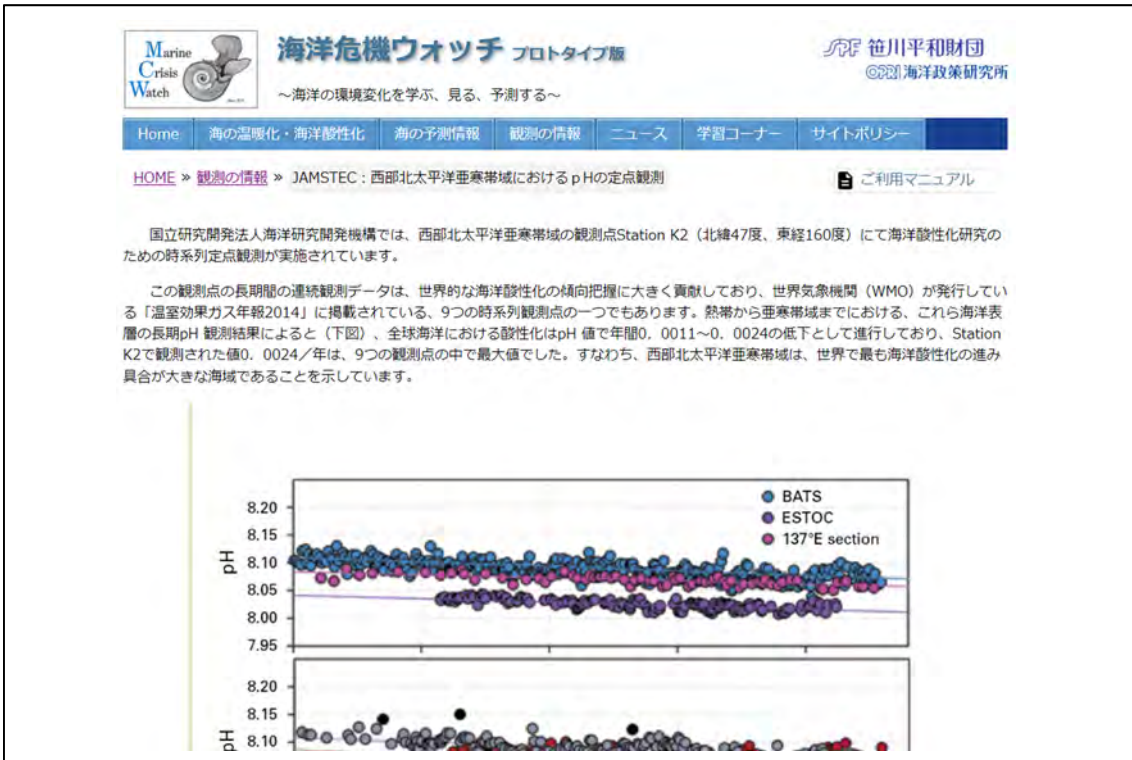 Marine
Crisis
Watch
海洋危機ウォッチ プロトタイプ版
～海洋の環境変化を学ぶ、見る、予測する～
SPF 笹川平和財団
OPRI 海洋政策研究所
Home 海の温暖化・海洋酸性化 海の予測情報 観測の情報 ニュース 学習コーナー サイトポリシー
HOME » 観測の情報 » JAMSTEC：西部北太平洋亜寒帯域におけるｐHの定点観測
ご利用マニュアル
国立研究開発法人海洋研究開発機構では、西部北太平洋亜寒帯域の観測点Station K2（北緯47度、東経160度）にて海洋酸性化研究の
ための時系列定点観測が実施されています。
この観測点の長期間の連続観測データは、世界的な海洋酸性化の傾向把握に大きく貢献しており、世界気象機関（WMO）が発行してい
る「温室効果ガス年報2014」に掲載されている、9つの時系列観測点の一つでもあります。熱帯から亜寒帯域までにおける、これら海洋表
層の長期pH 観測結果によると（下図）、全球海洋における酸性化はpH 値で年間0．0011～0．0024の低下として進行しており、Station
K2で観測された値0．0024／年は、9つの観測点の中で最大値でした。すなわち、西部北太平洋亜寒帯域は、世界で最も海洋酸性化の進み
具合が大きな海域であることを示しています。
BATS
ESTOC
137°E section
pH
8.20
8.15
8.10
8.05
8.00
7.95
pH
8.20
8.15
8.10